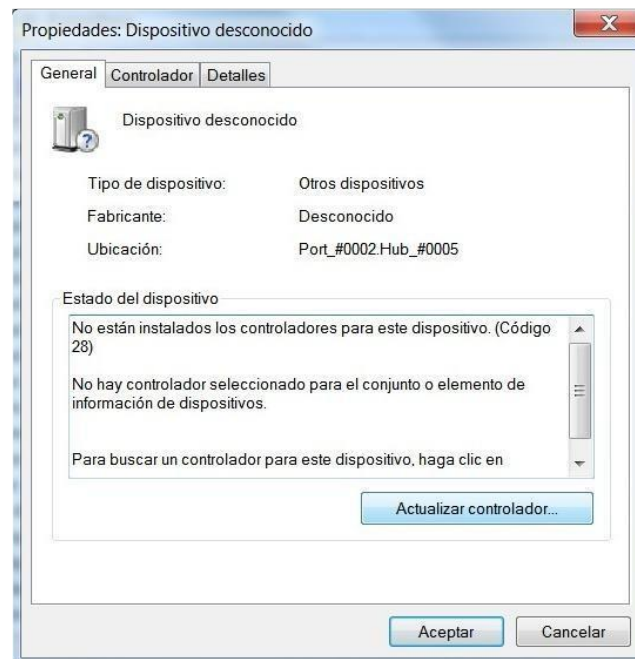 Propiedades: Dispositivo desconocido
General
Controlador
Detalles
Dispositivo desconocido
Tipo de dispositivo: Otros dispositivos
Fabricante: Desconocido
Ubicación: Port_#0002.Hub_#0005
Estado del dispositivo
No están instalados los controladores para este dispositivo. (Código
28)
No hay controlador seleccionado para el conjunto o elemento de
información de dispositivos.
Para buscar un controlador para este dispositivo, haga clic en
Actualizar controlador...
Aceptar
Cancelar